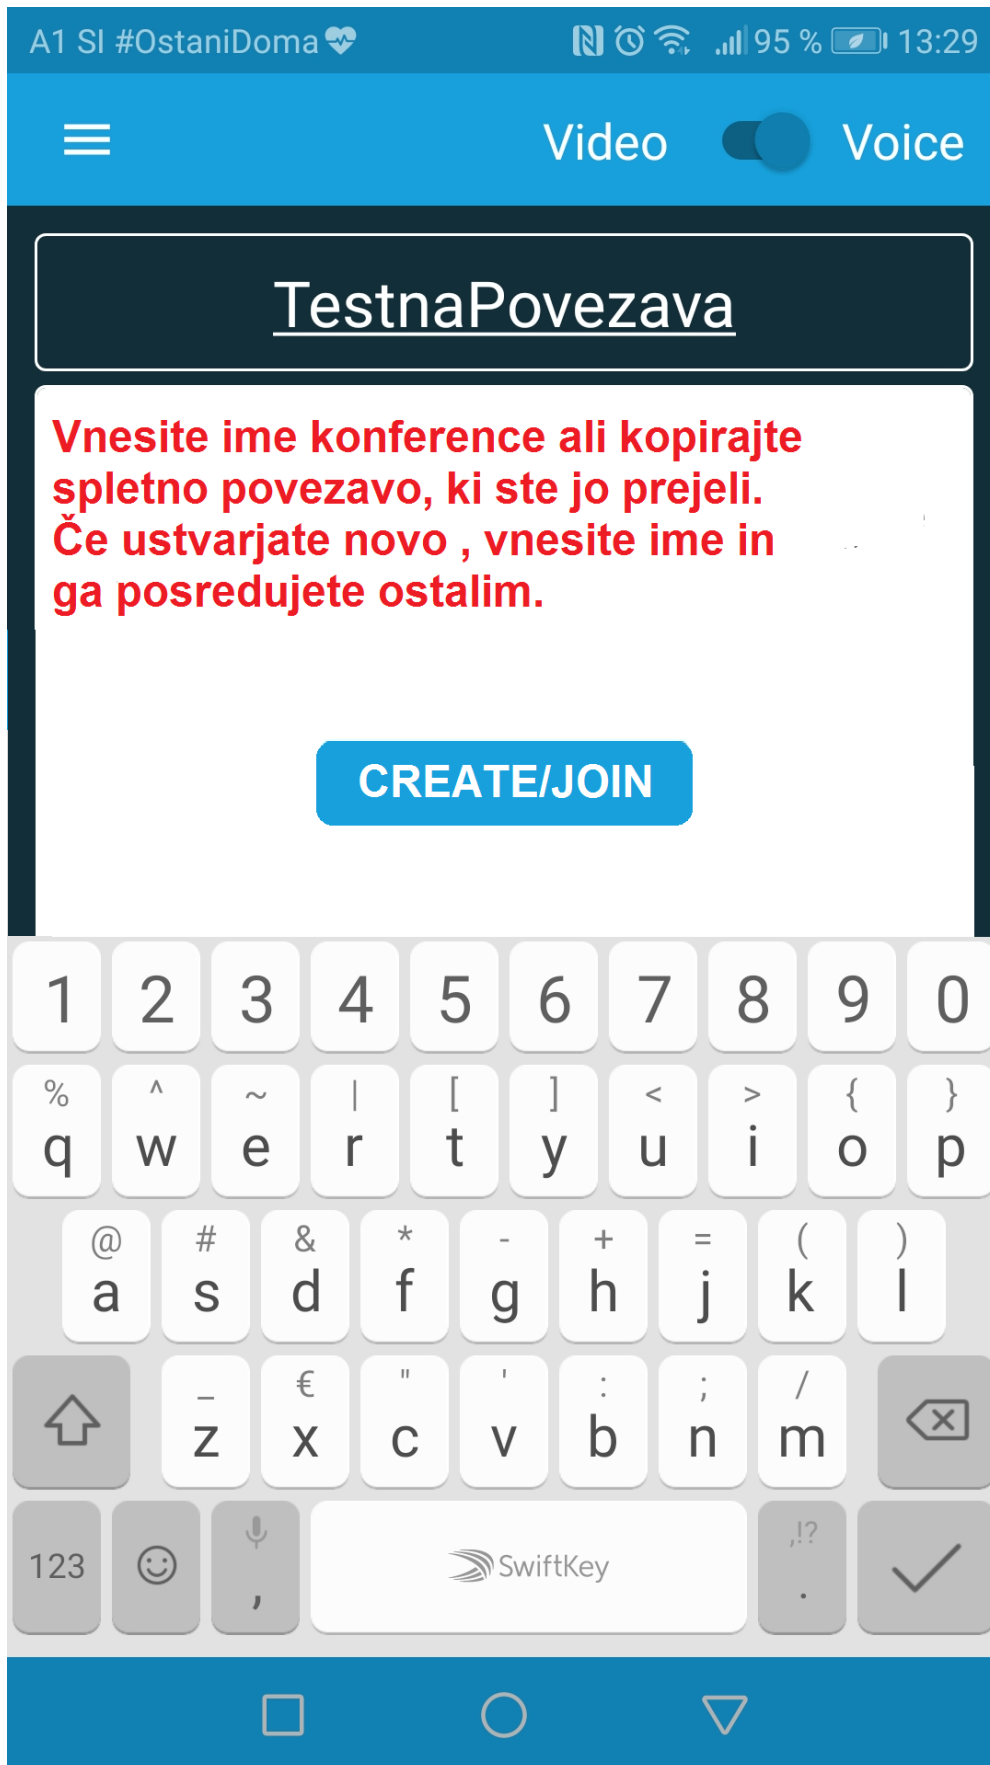 A1 SI #OstaniDoma
95 % 13:29
Video Voice
TestnaPovezava
Vnesite ime konference ali kopirajte
spletno povezavo, ki ste jo prejeli.
Če ustvarjate novo , vnesite ime in
ga posredujete ostalim.
CREATE/JOIN
1 2 3 4 5 6 7 8 9 0
% ^ ~ | [ ] < > { }
q w e r t y u i o p
@ # & * - + = ( )
a s d f g h j k l
_ € " ' : ; /
z x c v b n m
,!?
123 , SwiftKey .